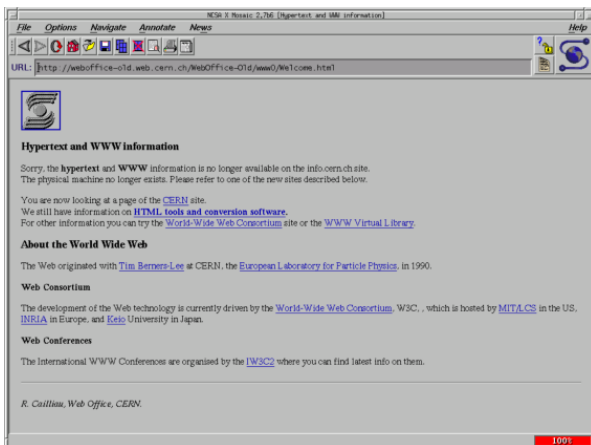 NCSA X Mosaic 2.7b6 [Hypertext and WWW information]
File Options Navigate Annotate News Help
URL: http://weboffice-old.web.cern.ch/WebOffice-Old/www0/Welcome.html
Hypertext and WWW information
Sorry, the hypertext and WWW information is no longer available on the info.cern.ch site.
The physical machine no longer exists. Please refer to one of the new sites described below.
You are now looking at a page of the CERN site.
We still have information on HTML tools and conversion software.
For other information you can try the World-Wide Web Consortium site or the WWW Virtual Library.
About the World Wide Web
The Web originated with Tim Berners-Lee at CERN, the European Laboratory for Particle Physics, in 1990.
Web Consortium
The development of the Web technology is currently driven by the World-Wide Web Consortium, W3C, , which is hosted by MIT/LCS in the US,
INRIA in Europe, and Keio University in Japan.
Web Conferences
The International WWW Conferences are organised by the IW3C2 where you can find latest info on them.
R. Cailliau, Web Office, CERN.
100%